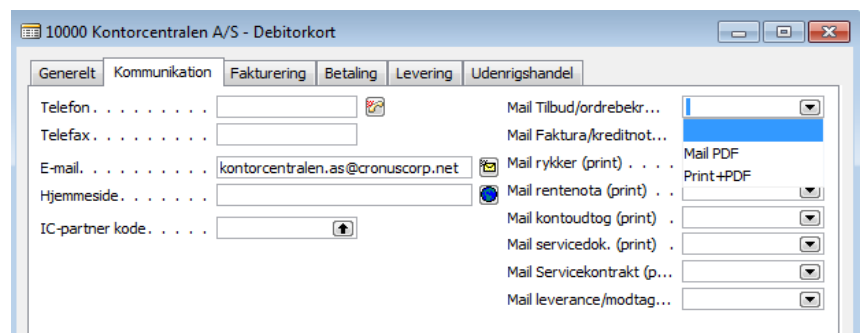 10000 Kontorcentralen A/S - Debitorkort
Generelt Kommunikation Fakturering Betaling Levering Udenrigshandel
Telefon . . . . . . . . .
Telefax . . . . . . . . .
E-mail. . . . . . . . . . kontorcentralen.as@cronuscorp.net
Hjemmeside. . . . . . .
IC-partner kode. . . . .
Mail Tilbud/ordrebekr...
Mail Faktura/kreditnot...
Mail PDF
Mail rykker (print) . . . .
Print+PDF
Mail rentenota (print) . .
Mail kontoudtog (print) .
Mail servicedok. (print) .
Mail Servicekontrakt (p...
Mail leverance/modtag...